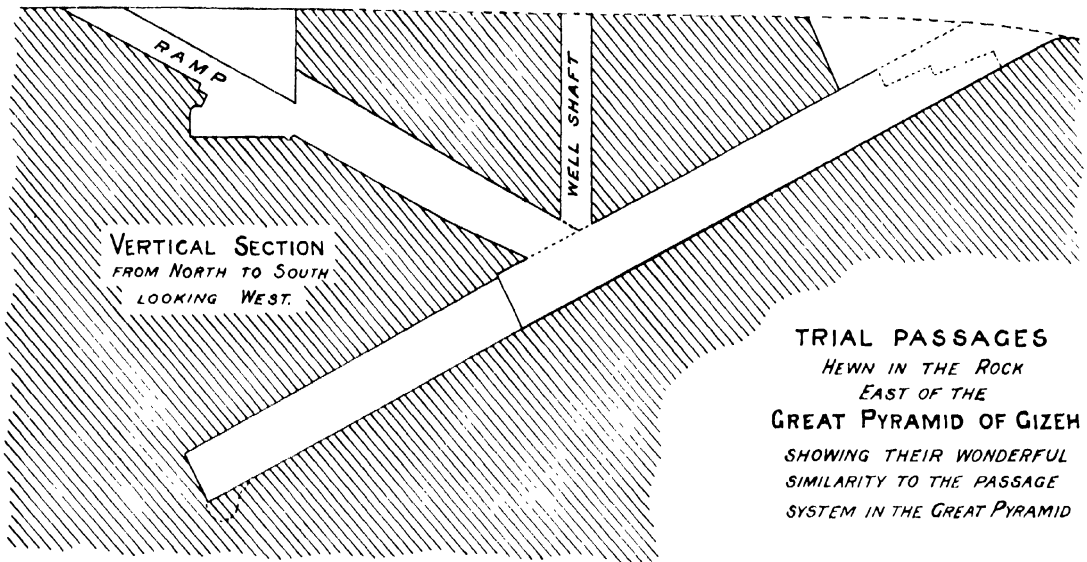 RAMP
WELL SHAFT
VERTICAL SECTION
FROM NORTH TO SOUTH
LOOKING WEST.
TRIAL PASSAGES
HEWN IN THE ROCK
EAST OF THE
GREAT PYRAMID OF GIZEH
SHOWING THEIR WONDERFUL
SIMILARITY TO THE PASSAGE
SYSTEM IN THE GREAT PYRAMID